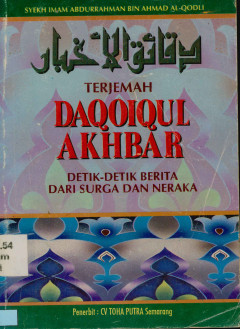 SYEKH IMAM ABDURRAHMAN BIN AHMAD AL-QODLI
دقائق الأخبار
TERJEMAH
DAQOIQUL
AKHBAR
DETIK-DETIK BERITA
DARI SURGA DAN NERAKA
.54
Penerbit : CV TOHA PUTRA Semarang